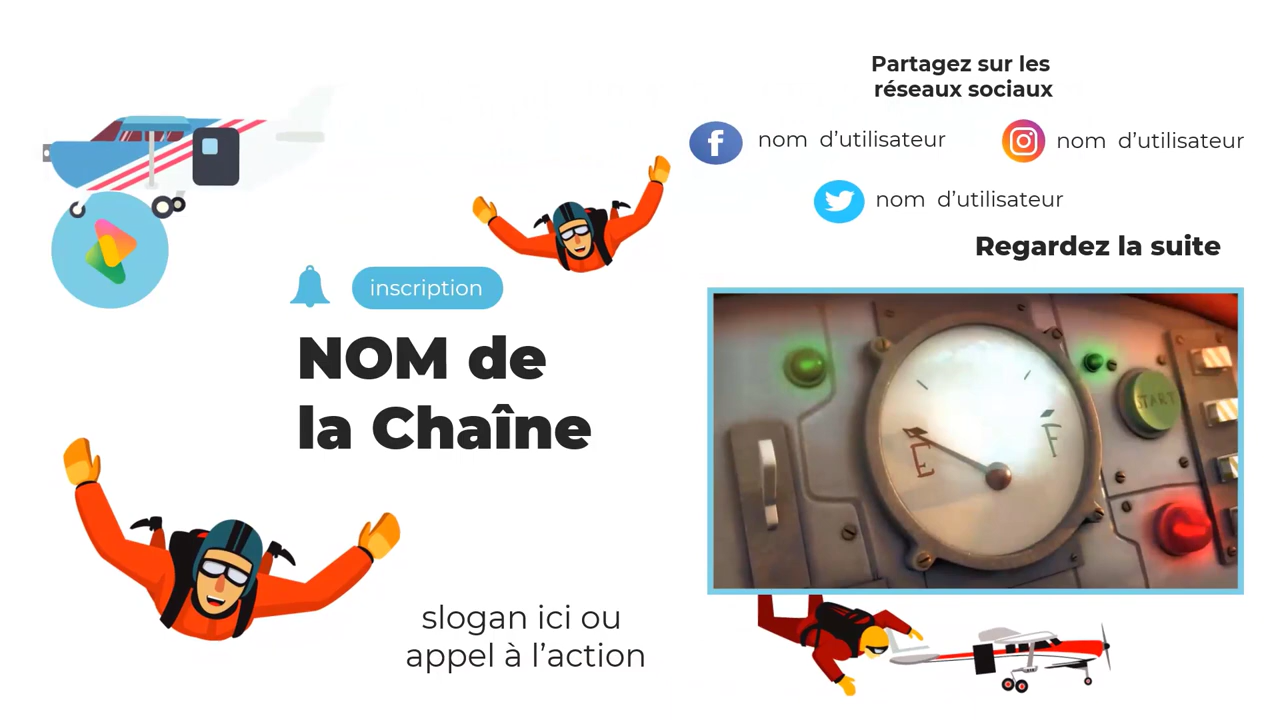 Partagez sur les
réseaux sociaux
nom d’utilisateur
nom d’utilisateur
nom d’utilisateur
Regardez la suite
inscription
NOM de
la Chaîne
E
F
START
slogan ici ou
appel à l’action